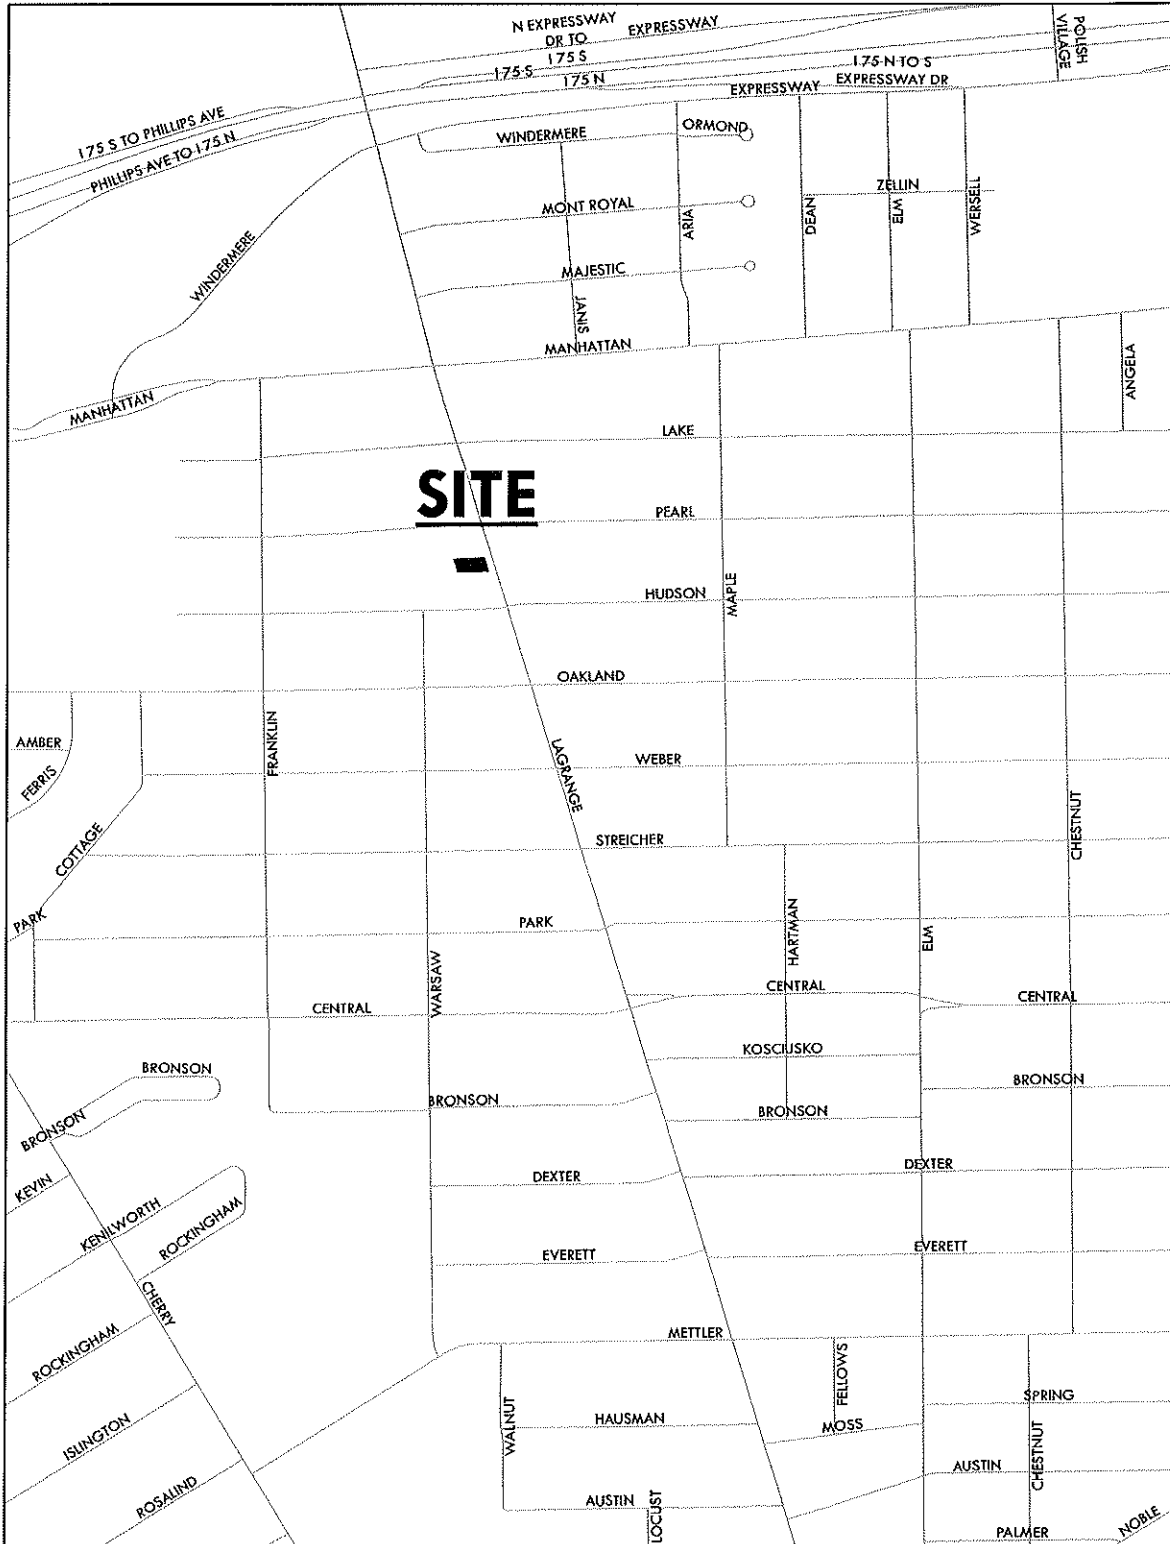 N EXPRESSWAY
DR TO
I 75 S
EXPRESSWAY
POLISH
VILLAGE
I 75 S
I 75 N
I 75 N TO S
EXPRESSWAY DR
EXPRESSWAY
I 75 S TO PHILLIPS AVE
PHILLIPS AVE TO I 75 N
WINDERMERE
ORMOND
ZELLIN
MONT ROYAL
ARIA
DEAN
ELM
WERSELL
WINDERMERE
MAJESTIC
JANIS
MANHATTAN
ANGELA
MANHATTAN
LAKE
SITE
PEARL
HUDSON
MAPLE
OAKLAND
FRANKLIN
AMBER
LAGRANGE
WEBER
FERRIS
CHESTNUT
COTTAGE
STREICHER
PARK
PARK
HARTMAN
ELM
WARSAW
CENTRAL
CENTRAL
CENTRAL
KOSCIUSKO
BRONSON
BRONSON
BRONSON
BRONSON
BRONSON
DEXTER
DEXTER
KEVIN
KENILWORTH
ROCKINGHAM
EVERETT
EVERETT
CHERRY
METTLER
ROCKINGHAM
FELLOWS
SPRING
WALNUT
HAUSMAN
MOSS
ISLINGTON
CHESTNUT
AUSTIN
ROSALIND
AUSTIN
LOCUST
PALMER
NOBLE